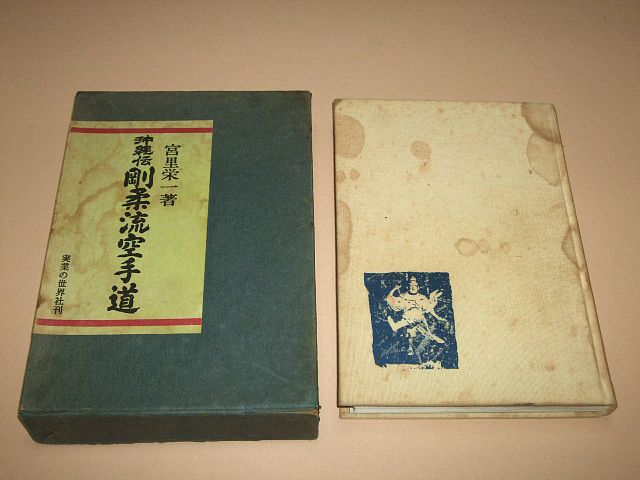 宮里栄一著
沖縄伝
剛柔流空手道
実業の世界社刊